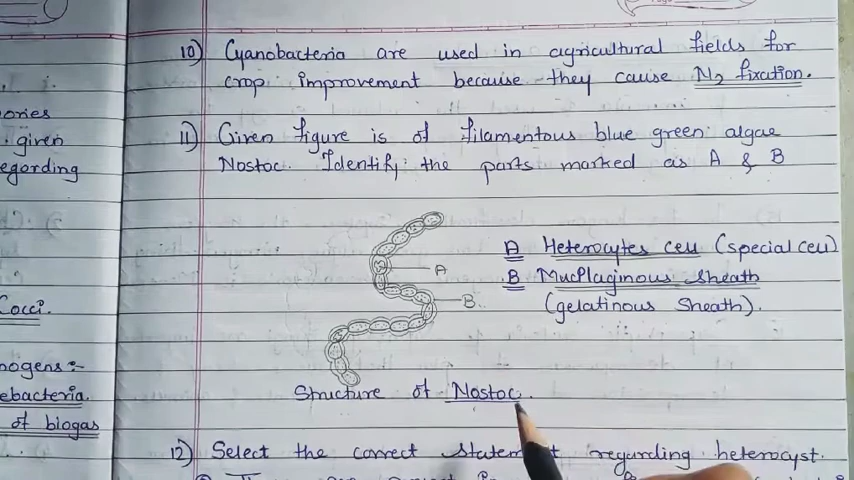 10) Cyanobacteria are used in agricultural fields for
crop improvement because they cause N2 fixation.
11) Given figure is of filamentous blue green algae
Nostoc. Identify the parts marked as A & B
A
B
A Heterocytes cell (special cell)
B Mucilaginous sheath
(gelatinous Sheath).
Structure of Nostoc.
12) Select the correct statement regarding heterocyst.
ories
given
egording
Cocci.
nogens:-
ebacteria.
of biogas